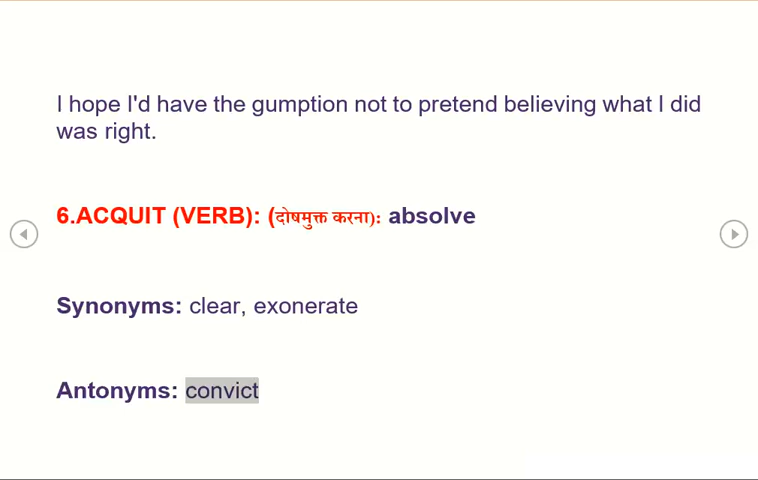 I hope I'd have the gumption not to pretend believing what I did
was right.
6.ACQUIT (VERB): (दोषमुक्त करना): absolve
Synonyms: clear, exonerate
Antonyms: convict